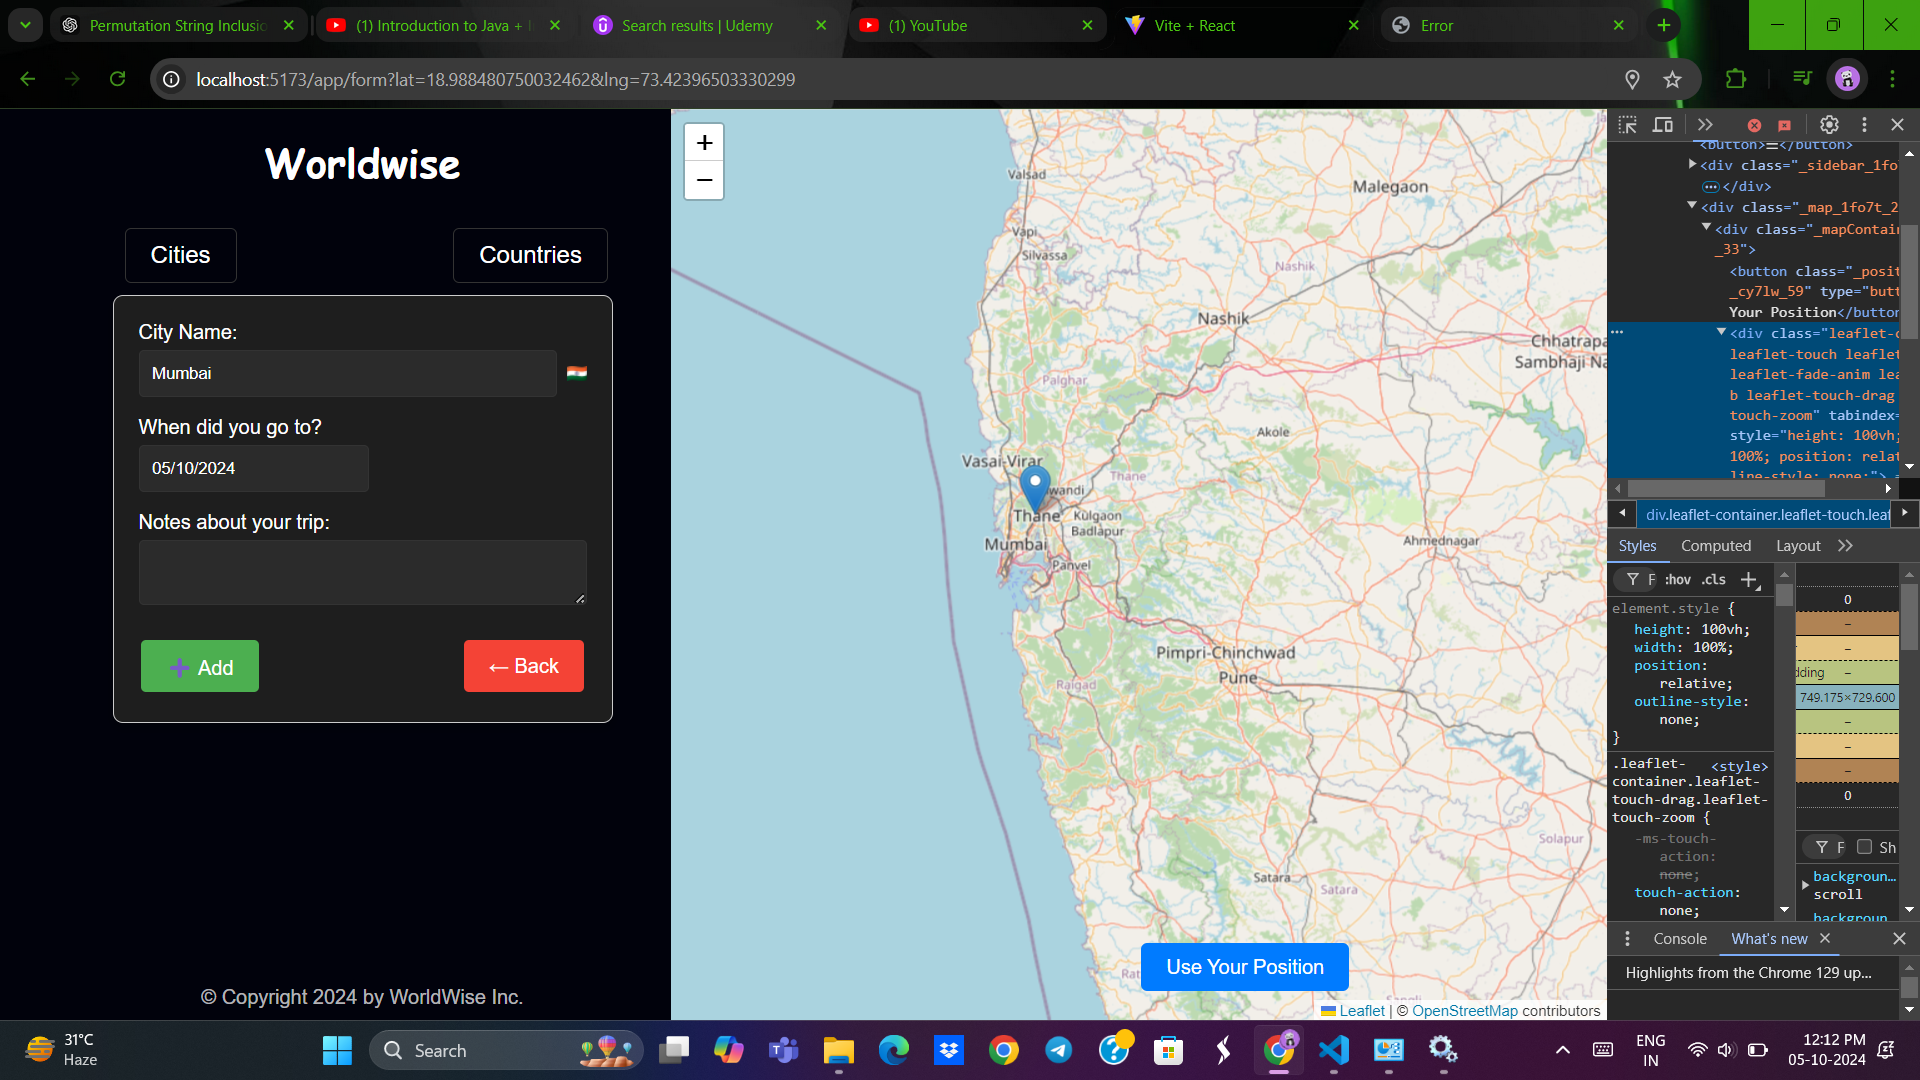 Permutation String Inclusio
(1) Introduction to Java + I
Search results | Udemy
(1) YouTube
Vite + React
Error
localhost:5173/app/form?lat=18.988480750032462&lng=73.42396503330299
Worldwise
Cities
Countries
City Name:
Mumbai
When did you go to?
05/10/2024
Notes about your trip:
Add
← Back
© Copyright 2024 by WorldWise Inc.
+
−
Valsad
Malegaon
Vapi
Silvassa
Nashik
Nashik
Chhatrapa
Sambhaji Na
Palghar
Akole
Vasai-Virar
Thane
wandi
Thane
Kulgaon
Badlapur
Mumbai
Ahmednagar
Panvel
Pimpri-Chinchwad
Pune
Raigad
Solapur
Satara
Satara
Rat
Sangli
Use Your Position
Leaflet | © OpenStreetMap contributors
<button>☰</button>
<div class="_sidebar_1fo
</div>
<div class="_map_1fo7t_2
<div class="_mapContai
_33">
<button class="_posit
_cy7lw_59" type="butt
Your Position</button
<div class="leaflet-c
leaflet-touch leaflet
leaflet-fade-anim lea
b leaflet-touch-drag
touch-zoom" tabindex=
style="height: 100vh;
100%; position: relat
line-style: none;">
div.leaflet-container.leaflet-touch.leaf
Styles
Computed
Layout
F
:hov
.cls
element.style {
height: 100vh;
width: 100%;
position:
relative;
outline-style:
none;
}
.leaflet-
<style>
container.leaflet-
touch-drag.leaflet-
touch-zoom {
-ms-touch-
action:
none;
touch-action:
none;
0
–
–
dding –
749.175×729.600
–
–
–
0
F
Sh
backgroun…
scroll
backgroun
Console
What's new
Highlights from the Chrome 129 up...
31°C
Haze
Search
ENG
IN
12:12 PM
05-10-2024